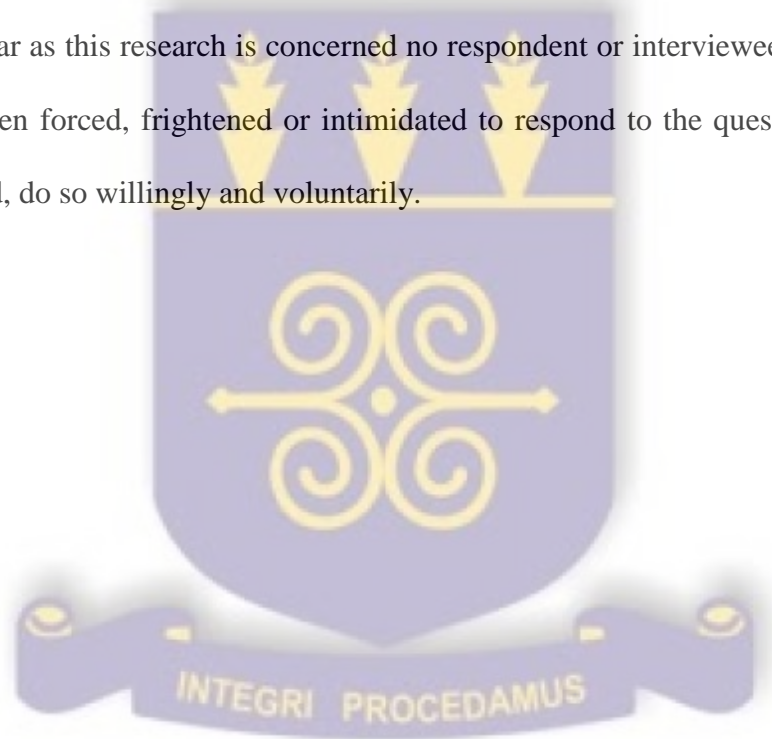 ar as this research is concerned no respondent or interviewee
en forced, frightened or intimidated to respond to the ques
, do so willingly and voluntarily.
INTEGRI PROCEDAMUS